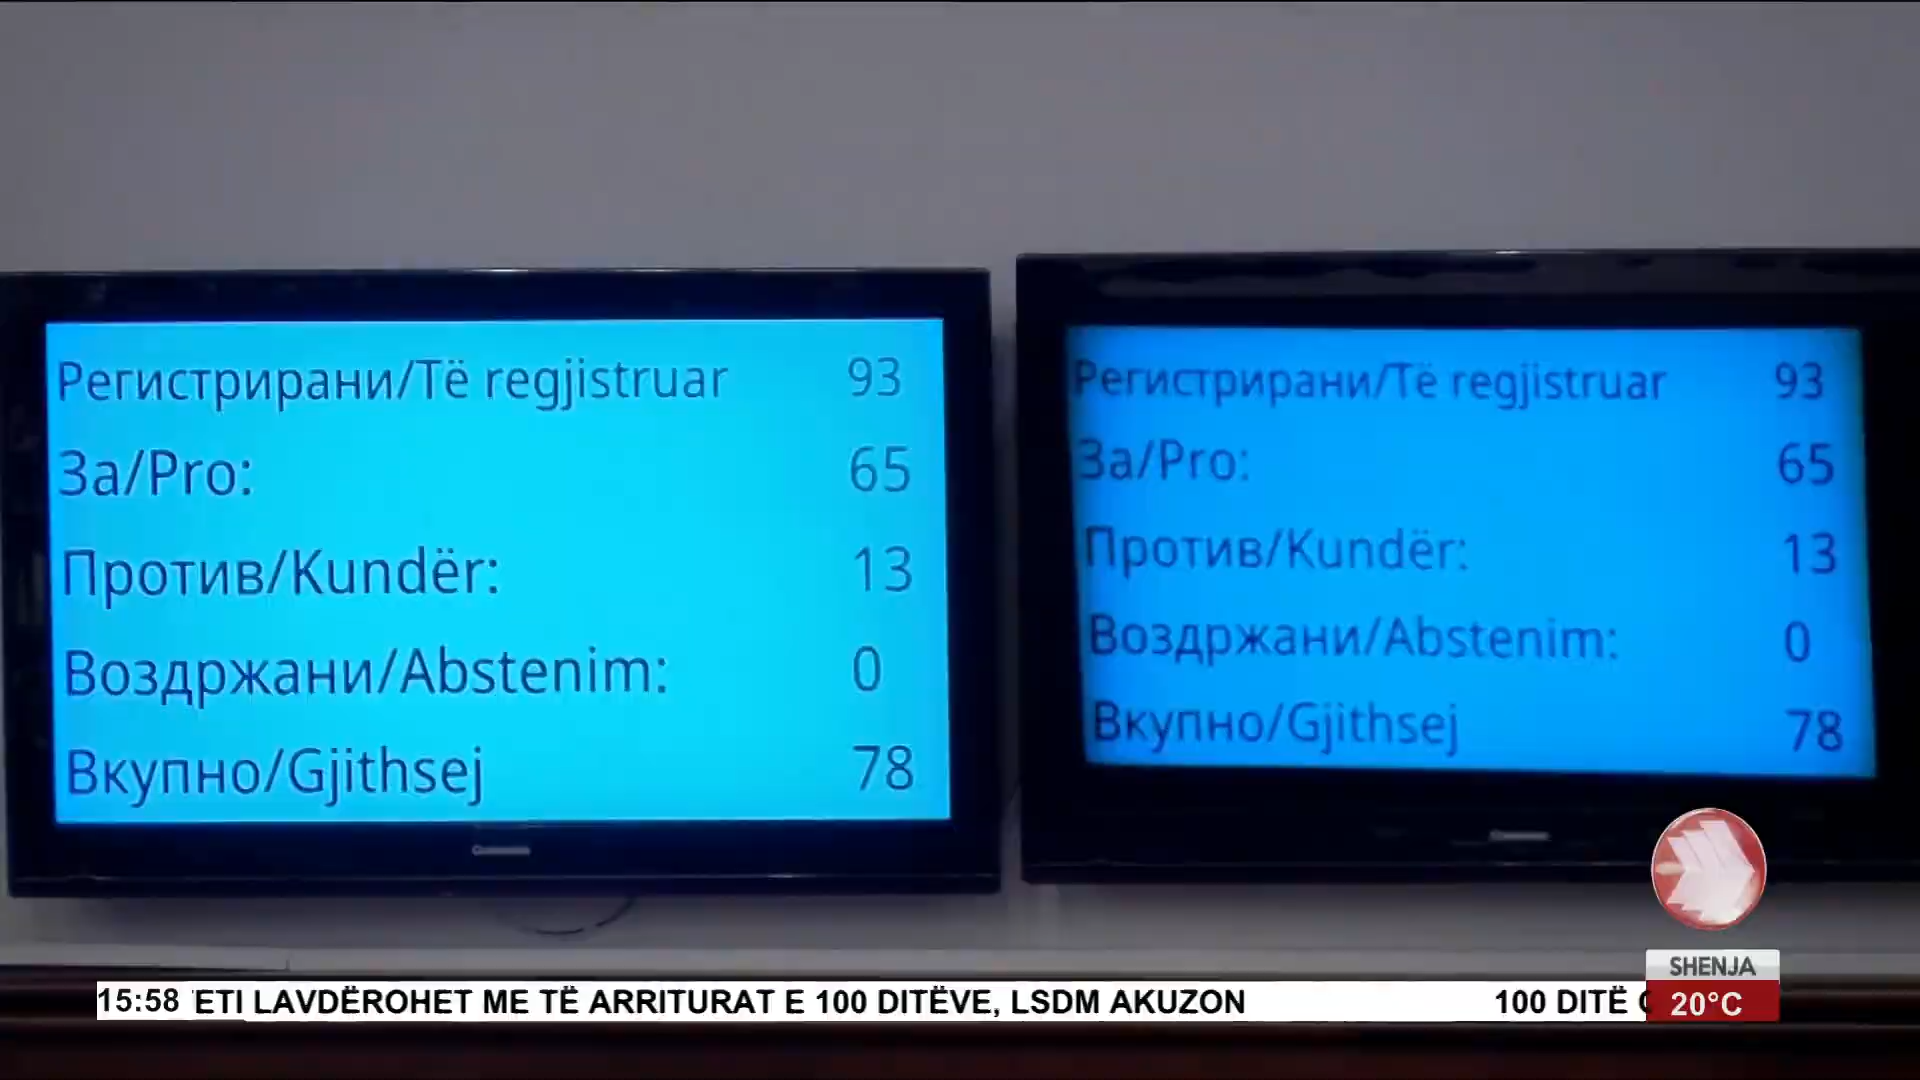 Регистрирани/Të regjistruar 93
За/Pro: 65
Против/Kundër: 13
Воздржани/Abstenim: 0
Вкупно/Gjithsej 78
Регистрирани/Të regjistruar 93
За/Pro: 65
Против/Kundër: 13
Воздржани/Abstenim: 0
Вкупно/Gjithsej 78
SHENJA
15:58 ETI LAVDËROHET ME TË ARRITURAT E 100 DITËVE, LSDM AKUZON 100 DITË
20°C